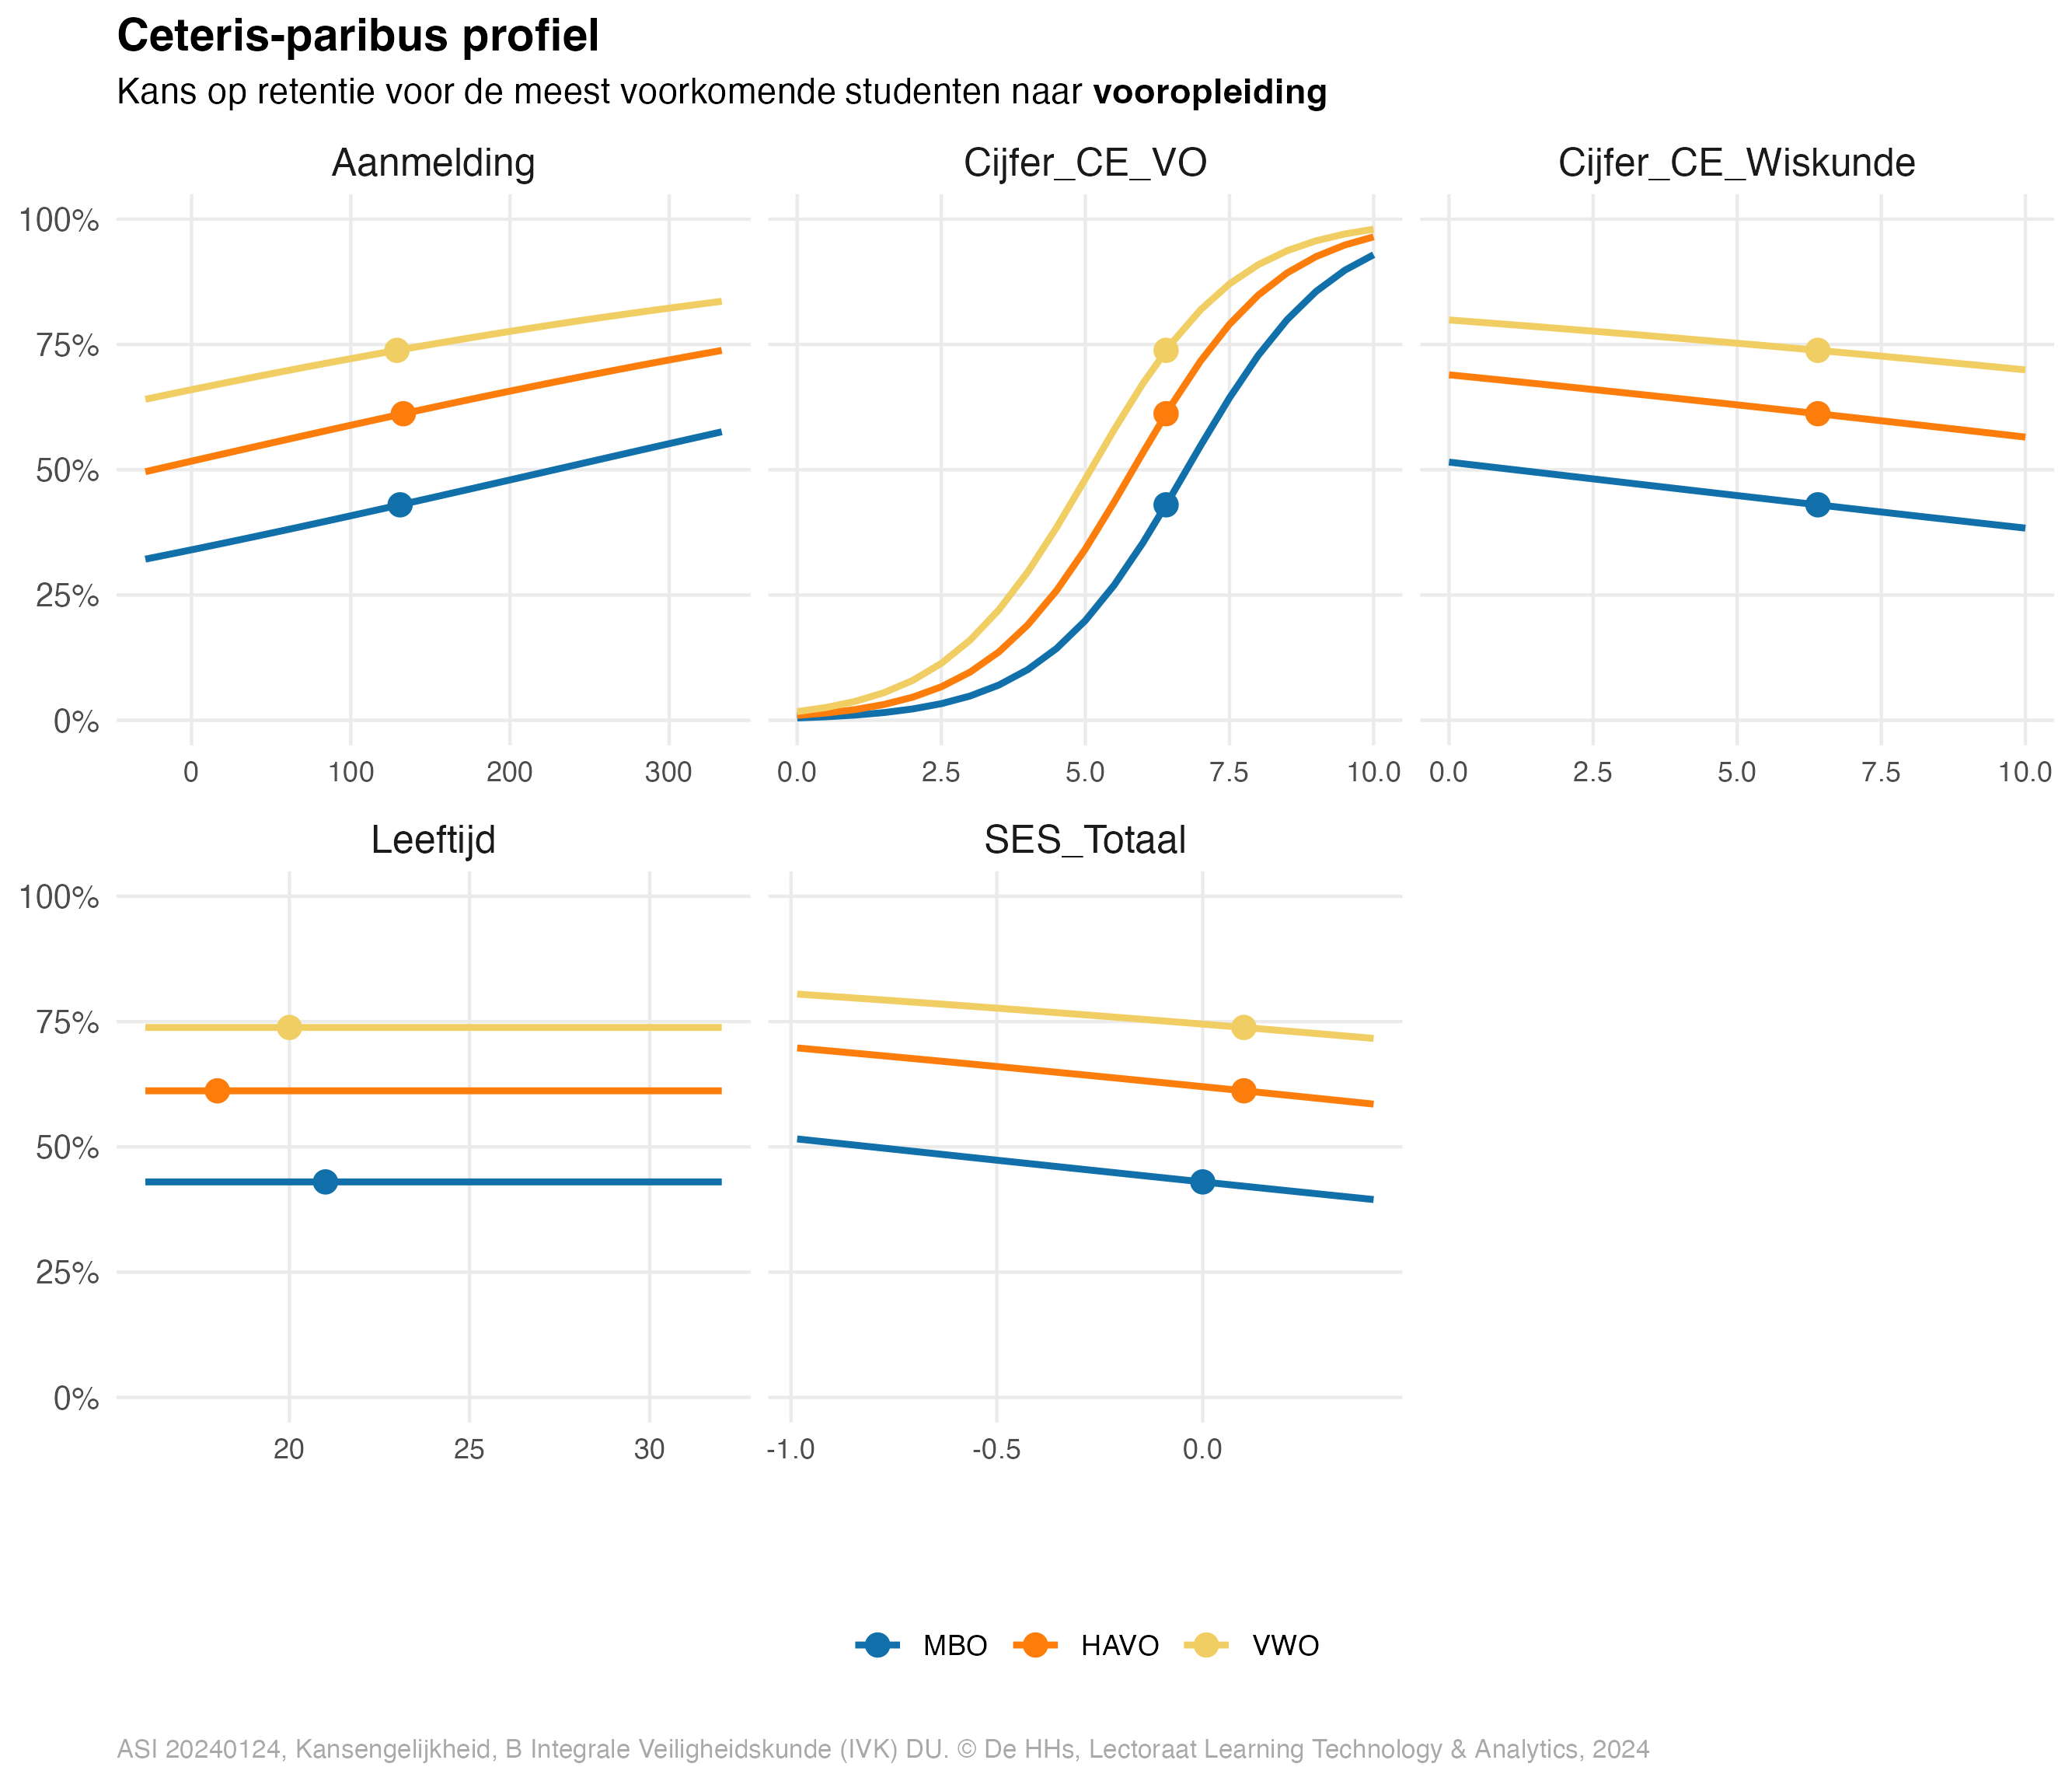 Ceteris-paribus profiel
Kans op retentie voor de meest voorkomende studenten naar vooropleiding
Aanmelding
Cijfer_CE_VO
Cijfer_CE_Wiskunde
100%
75%
50%
25%
0%
0 100 200 300
0.0 2.5 5.0 7.5 10.0
0.0 2.5 5.0 7.5 10.0
Leeftijd
SES_Totaal
100%
75%
50%
25%
0%
20 25 30
-1.0 -0.5 0.0
MBO HAVO VWO
ASI 20240124, Kansengelijkheid, B Integrale Veiligheidskunde (IVK) DU. © De HHs, Lectoraat Learning Technology & Analytics, 2024